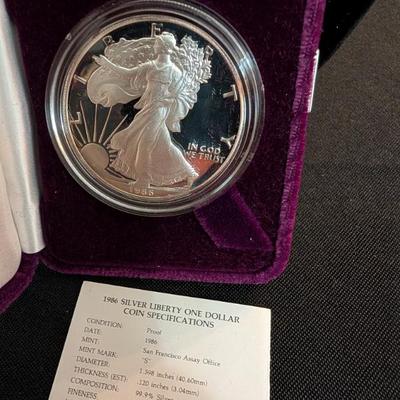 LIBERTY
IN GOD
WE TRUST
1986
1986 SILVER LIBERTY ONE DOLLAR
COIN SPECIFICATIONS
CONDITION: Proof
DATE: 1986
MINT: San Francisco Assay Office
MINT MARK: "S"
DIAMETER: 1.598 inches (40.60mm)
THICKNESS (EST): .120 inches (3.04mm)
COMPOSITION: 99.9% Silver
FINENESS